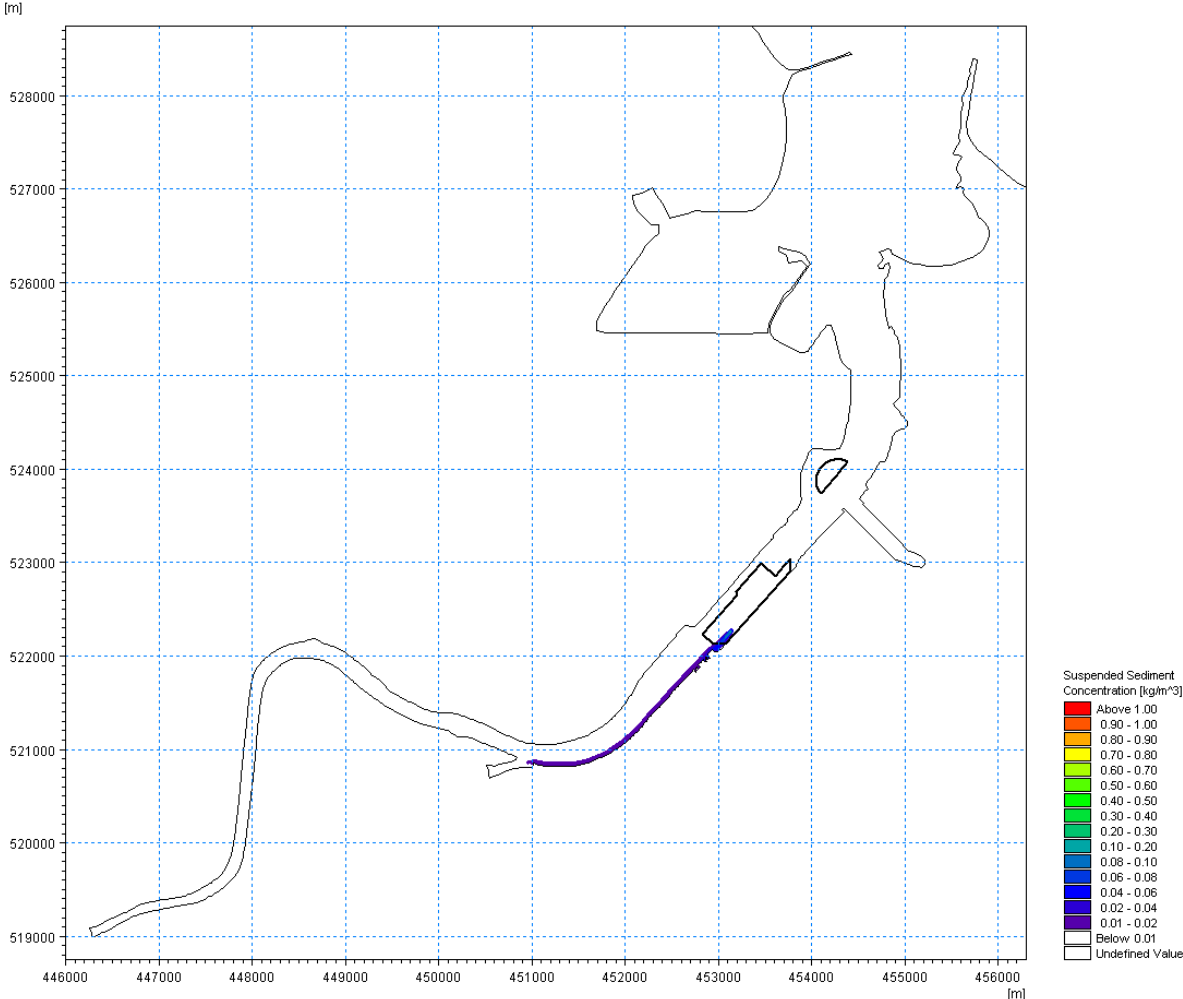 [m]
528000
527000
526000
525000
524000
523000
522000
521000
520000
519000
446000 447000 448000 449000 450000 451000 452000 453000 454000 455000 456000
[m]
Suspended Sediment
Concentration [kg/m^3]
Above 1.00
0.90 - 1.00
0.80 - 0.90
0.70 - 0.80
0.60 - 0.70
0.50 - 0.60
0.40 - 0.50
0.30 - 0.40
0.20 - 0.30
0.10 - 0.20
0.08 - 0.10
0.06 - 0.08
0.04 - 0.06
0.02 - 0.04
0.01 - 0.02
Below 0.01
Undefined Value